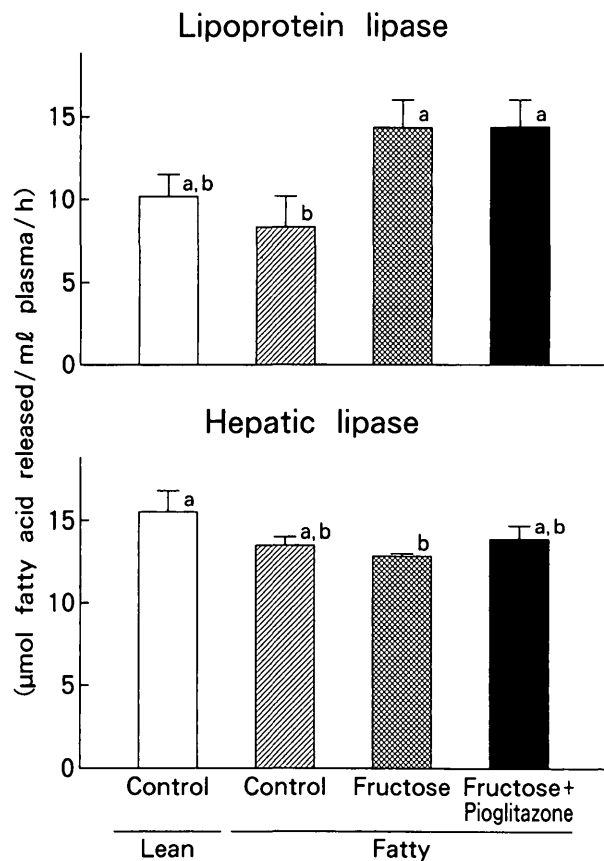 Lipoprotein lipase
(μmol fatty acid released/mℓ plasma/h)
15
10
5
0
a,b
b
a
a
Hepatic lipase
15
10
5
0
a
a,b
b
a,b
Control Control Fructose Fructose+
Pioglitazone
Lean Fatty